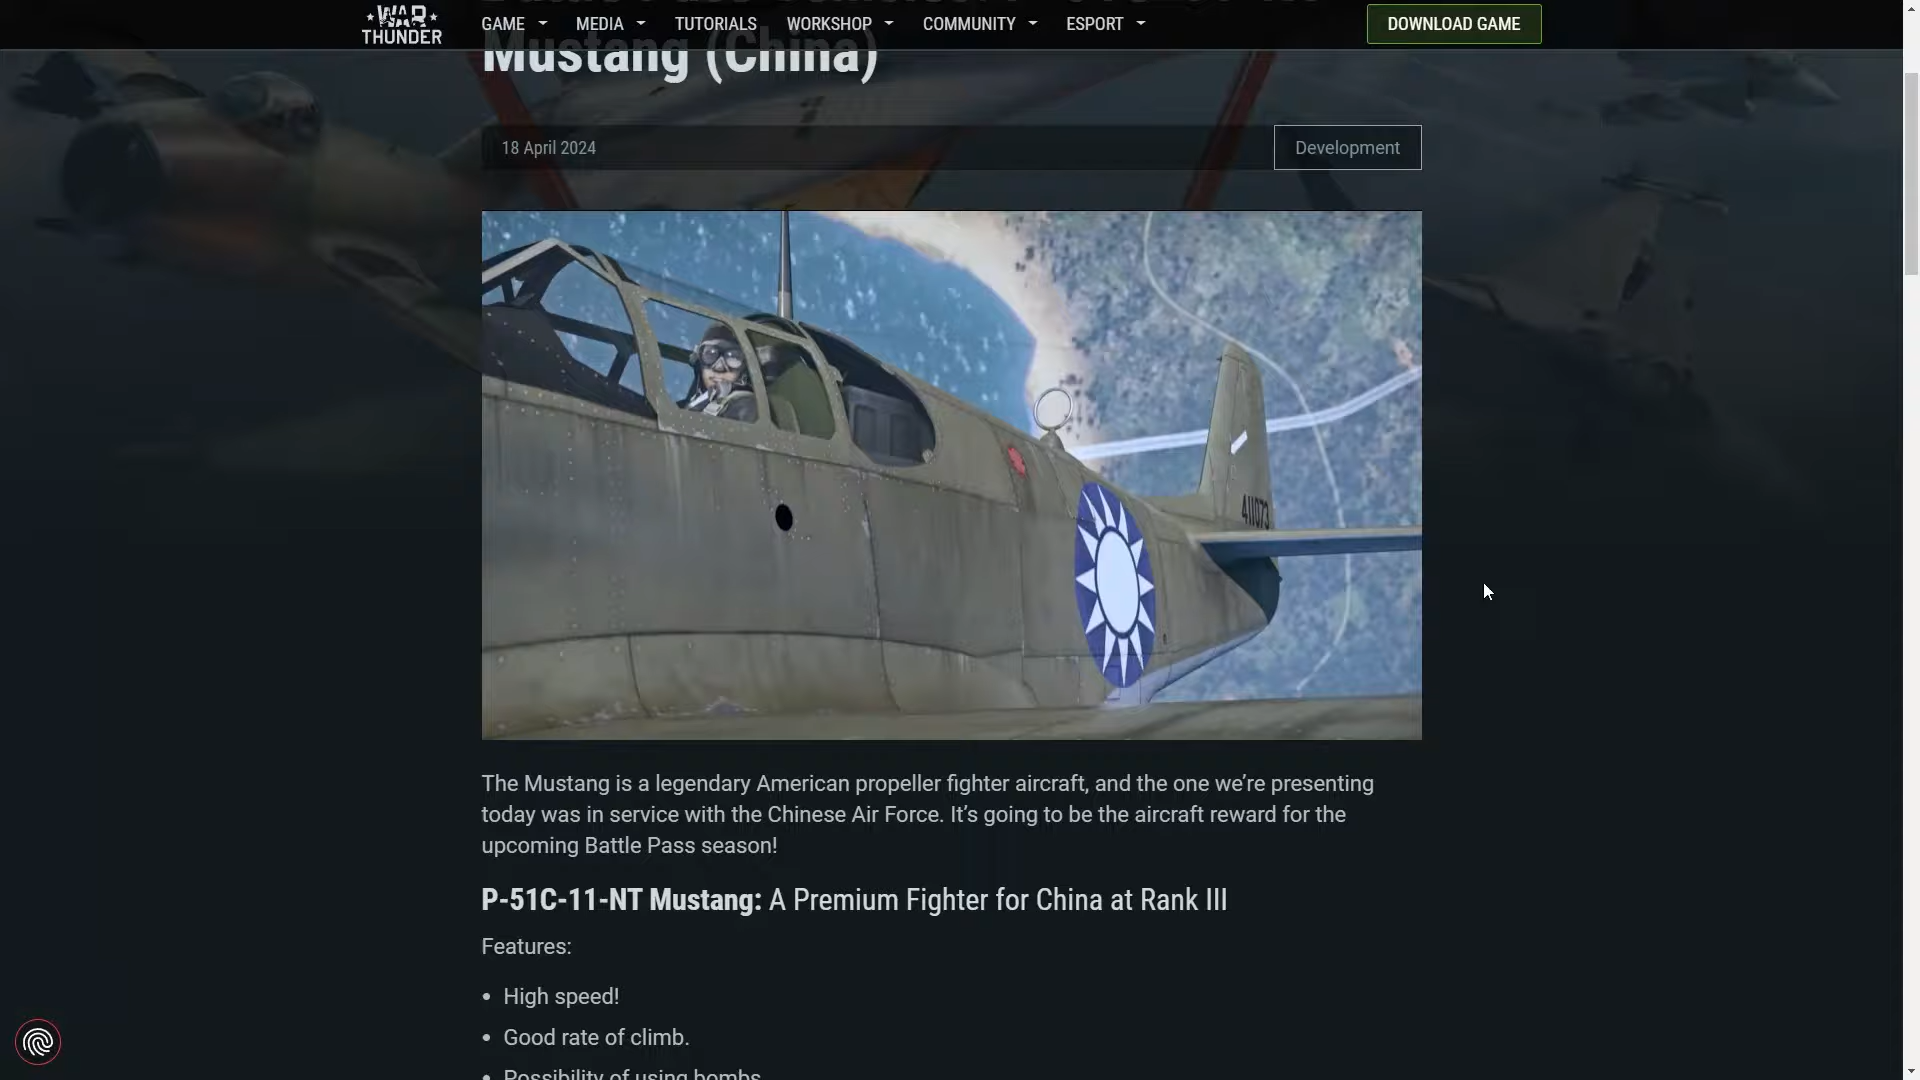 WAR
THUNDER
GAME
MEDIA
TUTORIALS
WORKSHOP
COMMUNITY
ESPORT
DOWNLOAD GAME
Mustang (China)
18 April 2024
Development
411073
The Mustang is a legendary American propeller fighter aircraft, and the one we’re presenting
today was in service with the Chinese Air Force. It’s going to be the aircraft reward for the
upcoming Battle Pass season!
P-51C-11-NT Mustang: A Premium Fighter for China at Rank III
Features:
• High speed!
• Good rate of climb.
• Possibility of using bombs